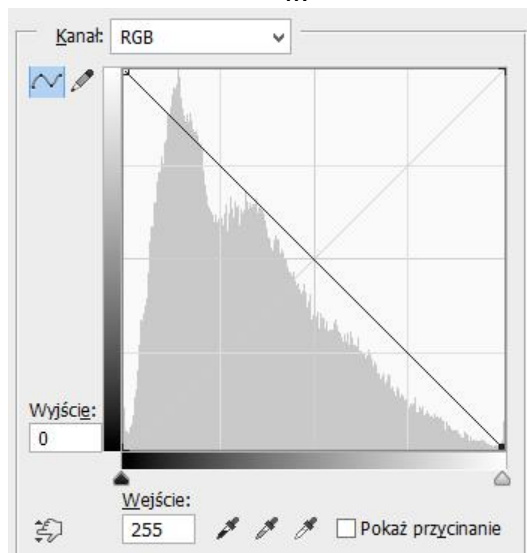 ...
Kanał: RGB
Wyjście:
0
Wejście:
255
Pokaż przycinanie